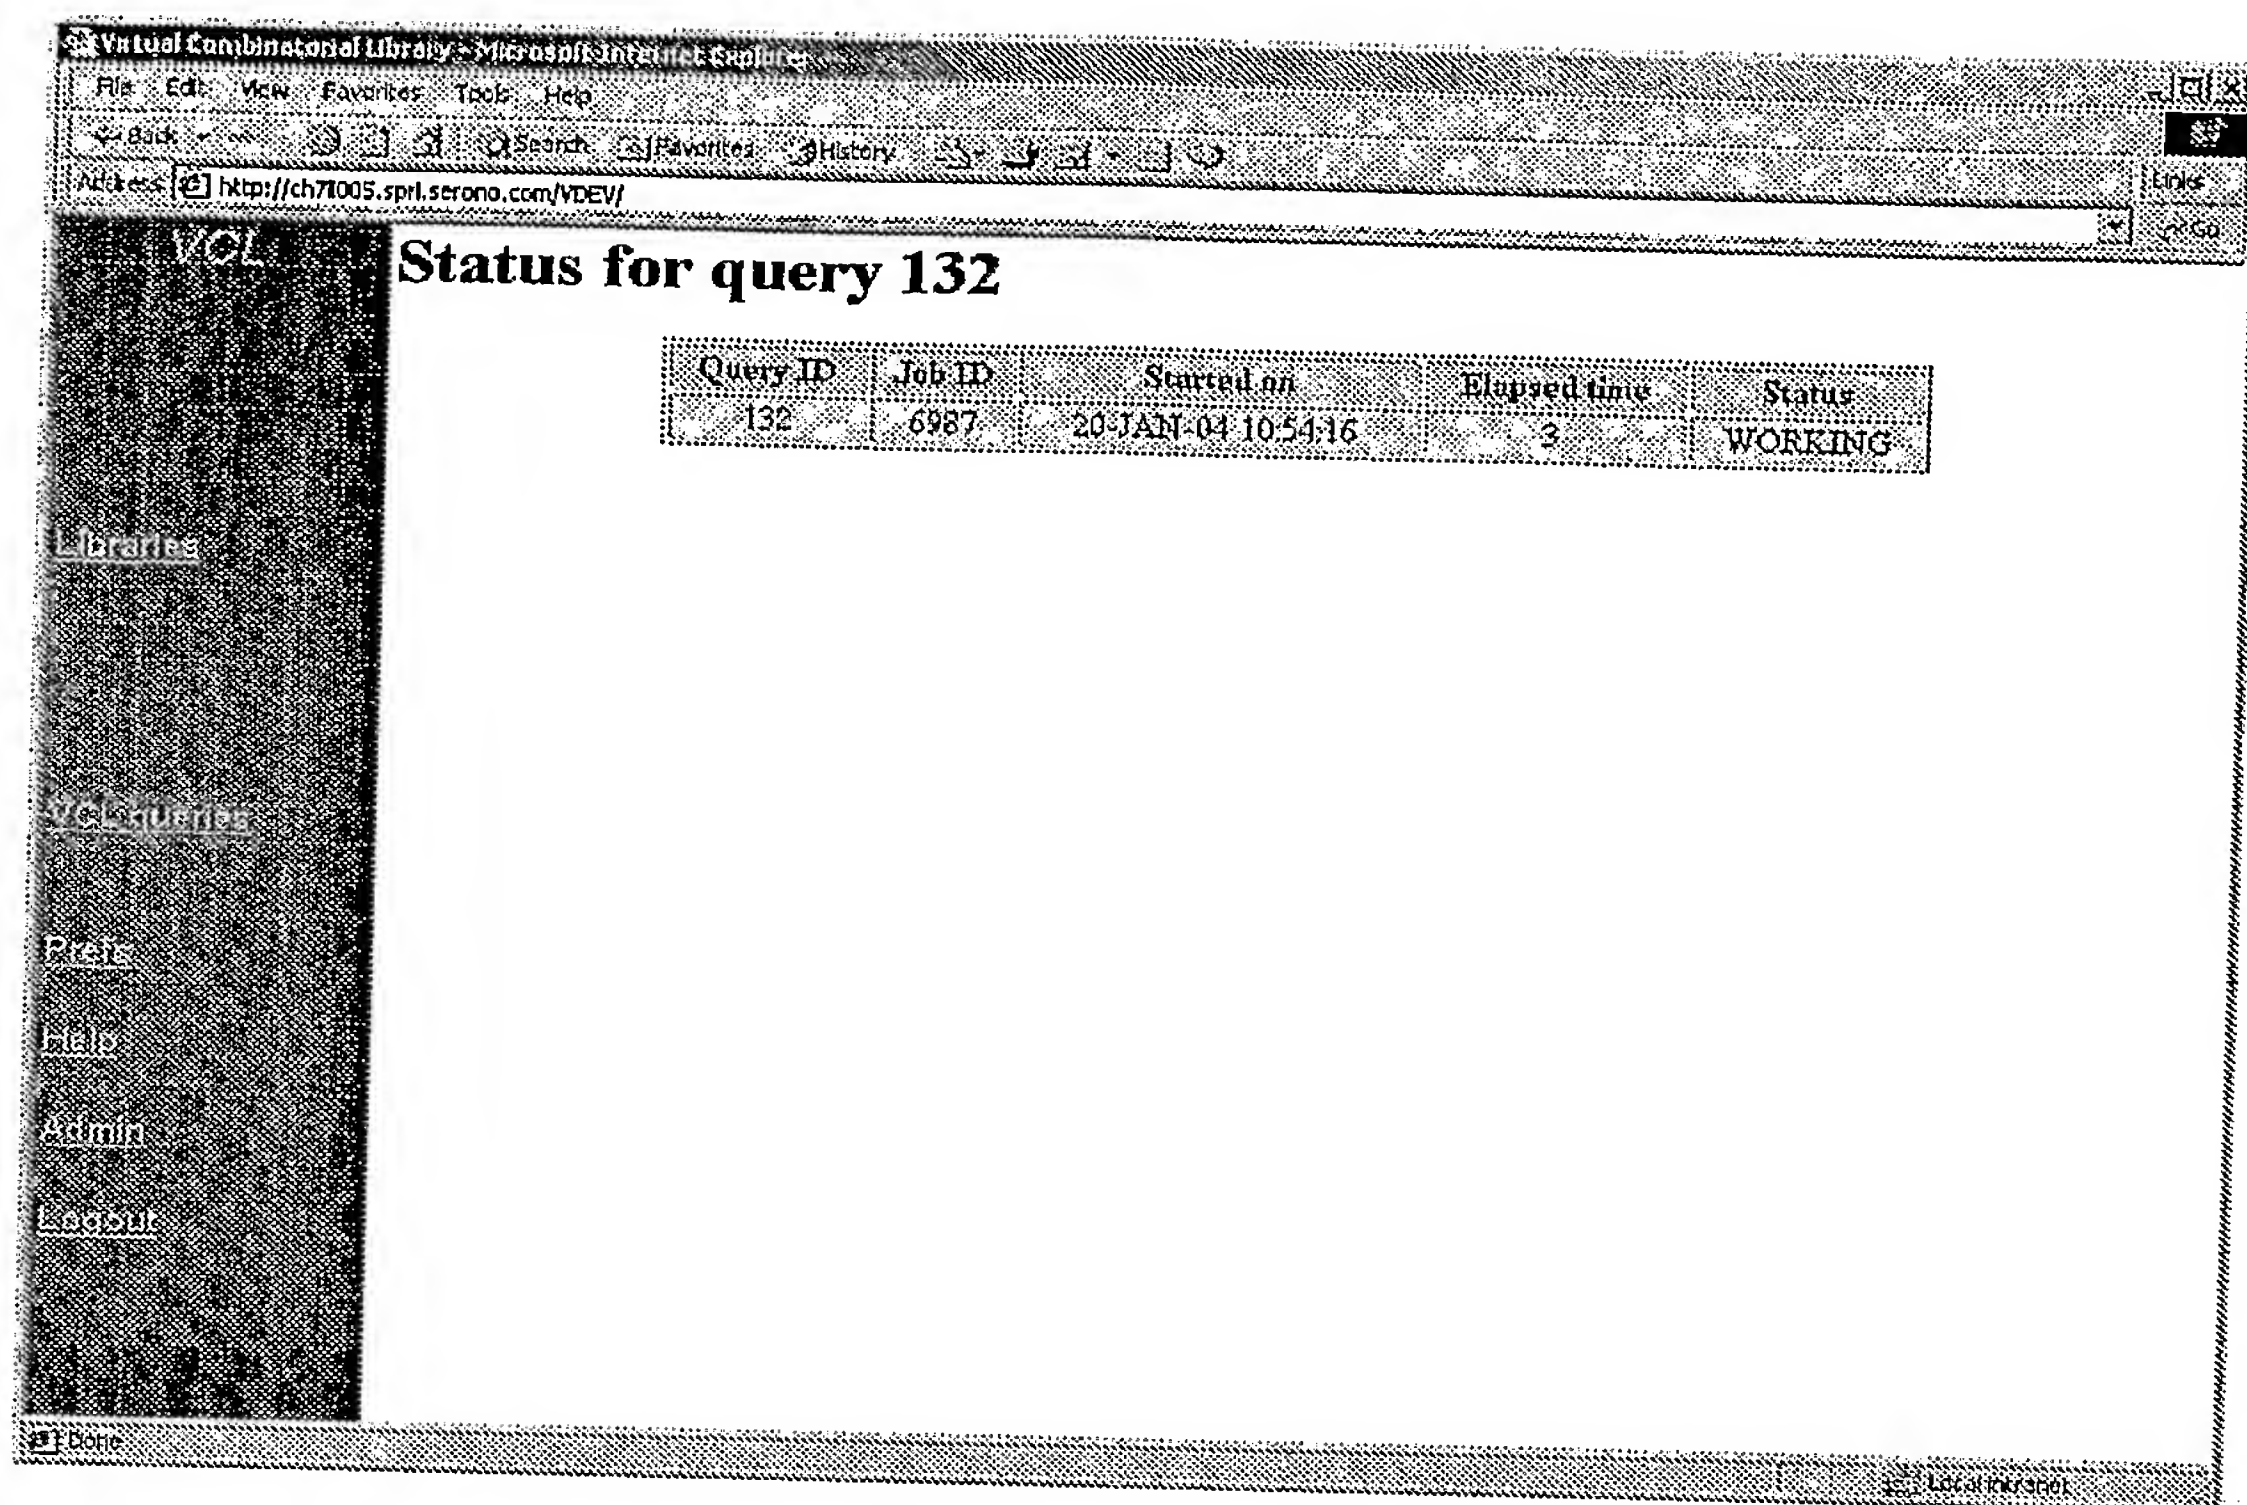 Virtual Combinatorial Library - Microsoft Internet Explorer
File Edit View Favorites Tools Help
Back Search Favorites History
Address http://ch71005.sprl.serono.com/VDEV/ Links
Go
VCL
Status for query 132
Query ID Job ID Started on Elapsed time Status
132 6987 20-JAN-04 10:54:16 3 WORKING
Libraries
VCL queries
Prefs
Help
Admin
Logout
Done
Local intranet